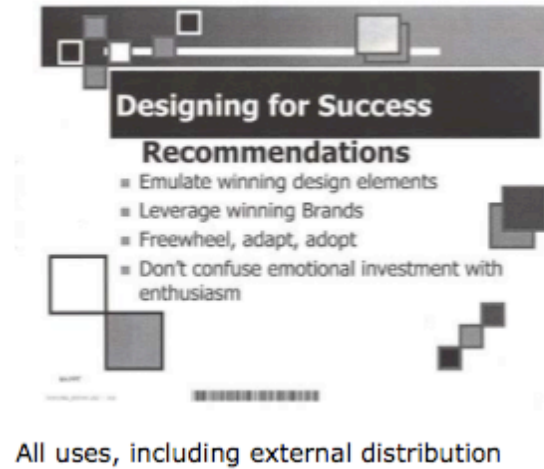 Designing for Success
Recommendations
Emulate winning design elements
Leverage winning Brands
Freewheel, adapt, adopt
Don't confuse emotional investment with
enthusiasm
All uses, including external distribution